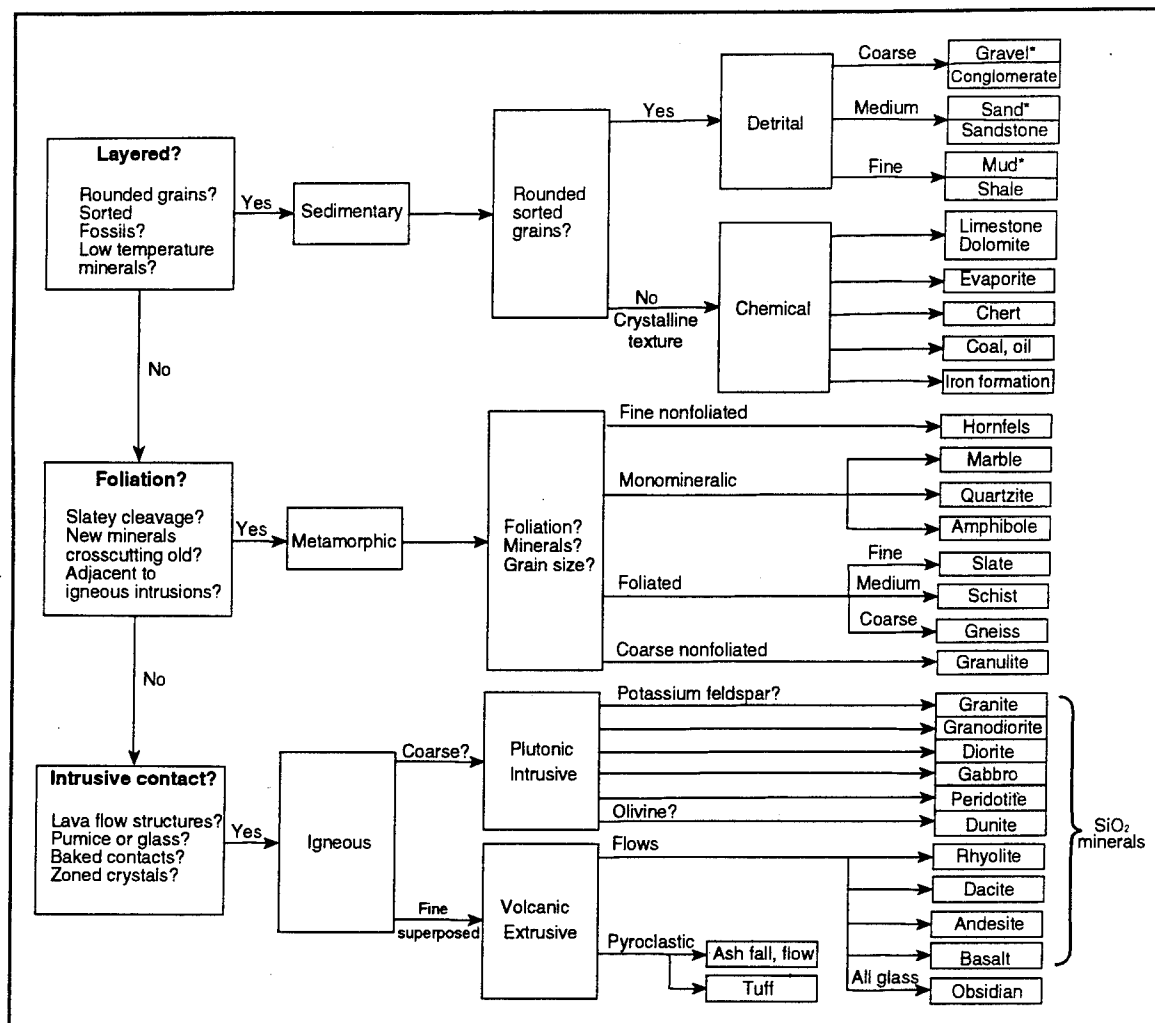 Layered?
Rounded grains?
Sorted
Fossils?
Low temperature
minerals?
Yes
Sedimentary
Rounded
sorted
grains?
Yes
Detrital
Coarse
Gravel*
Conglomerate
Medium
Sand*
Sandstone
Fine
Mud*
Shale
No
Crystalline
texture
Chemical
Limestone
Dolomite
Evaporite
Chert
Coal, oil
Iron formation
No
Foliation?
Slatey cleavage?
New minerals
crosscutting old?
Adjacent to
igneous intrusions?
Yes
Metamorphic
Foliation?
Minerals?
Grain size?
Fine nonfoliated
Hornfels
Monomineralic
Marble
Quartzite
Amphibole
Foliated
Fine
Slate
Medium
Schist
Coarse
Gneiss
Coarse nonfoliated
Granulite
No
Intrusive contact?
Lava flow structures?
Pumice or glass?
Baked contacts?
Zoned crystals?
Yes
Igneous
Coarse?
Plutonic
Intrusive
Potassium feldspar?
Granite
Granodiorite
Diorite
Gabbro
Peridotite
Olivine?
Dunite
Fine
superposed
Volcanic
Extrusive
Flows
Rhyolite
Dacite
Andesite
Basalt
All glass
Obsidian
Pyroclastic
Ash fall, flow
Tuff
SiO₂
minerals